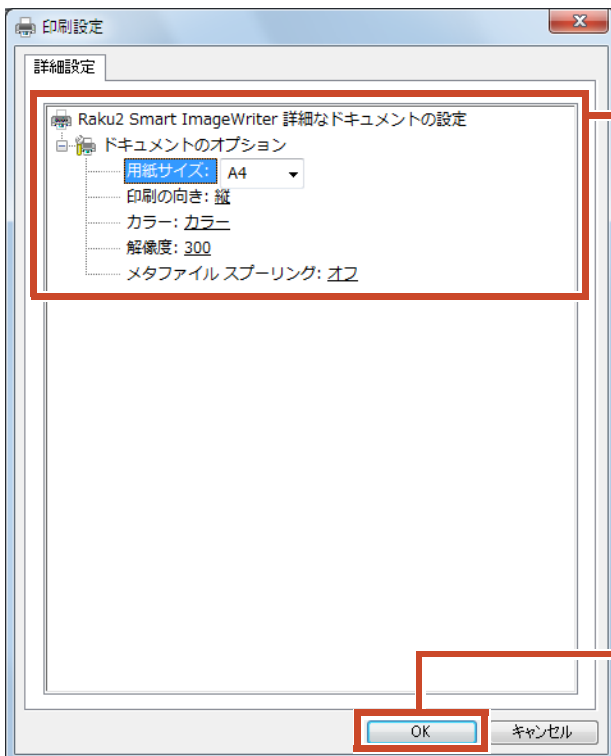 印刷設定
詳細設定
Raku2 Smart ImageWriter 詳細なドキュメントの設定
ドキュメントのオプション
用紙サイズ: A4
印刷の向き: 縦
カラー: カラー
解像度: 300
メタファイル スプーリング: オフ
OK キャンセル